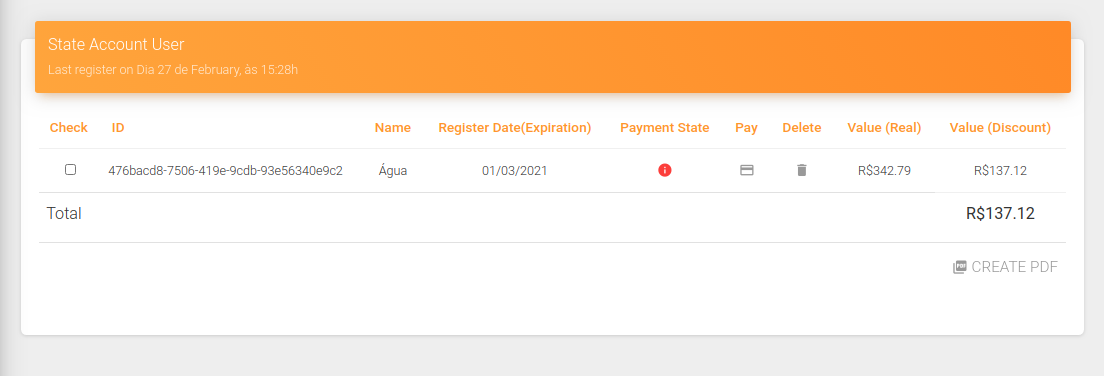 State Account User
Last register on Dia 27 de February, às 15:28h
Check ID Name Register Date(Expiration) Payment State Pay Delete Value (Real) Value (Discount)
476bacd8-7506-419e-9cdb-93e56340e9c2 Água 01/03/2021 R$342.79 R$137.12
Total R$137.12
PDF CREATE PDF